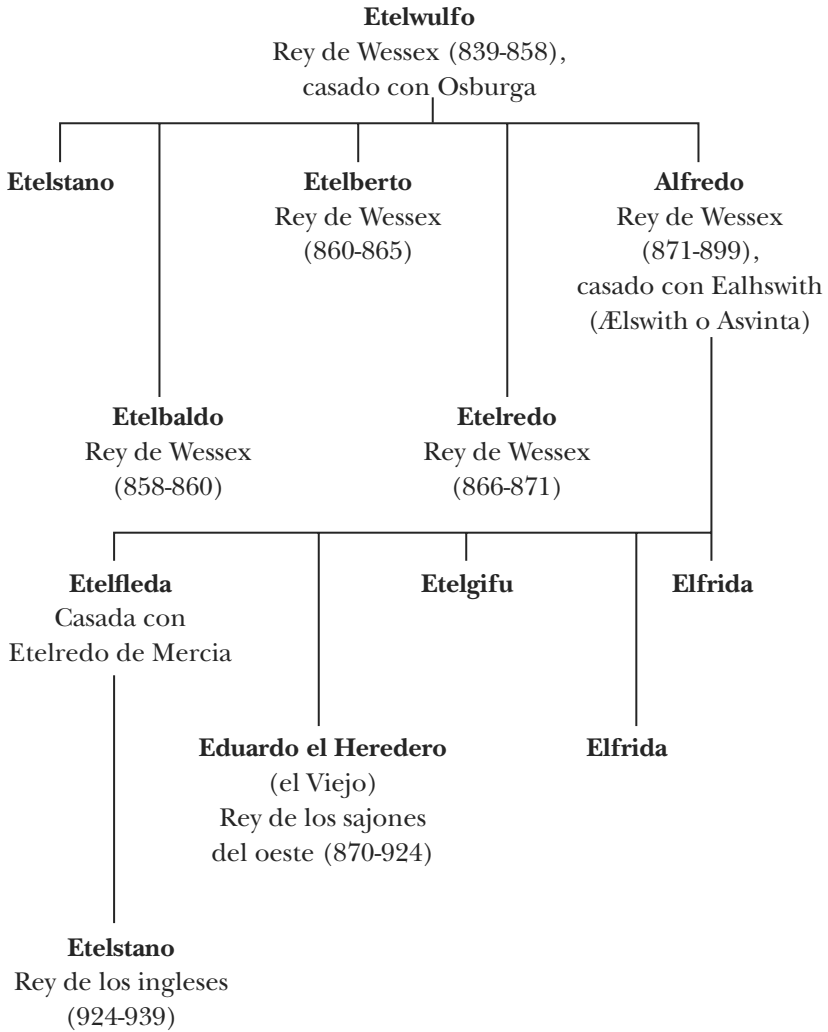 Etelwulfo
Rey de Wessex (839-858),
casado con Osburga
Etelstano
Etelberto
Rey de Wessex
(860-865)
Alfredo
Rey de Wessex
(871-899),
casado con Ealhswith
(Ælswith o Asvinta)
Etelbaldo
Rey de Wessex
(858-860)
Etelredo
Rey de Wessex
(866-871)
Etelfleda
Casada con
Etelredo de Mercia
Etelgifu
Elfrida
Eduardo el Heredero
(el Viejo)
Rey de los sajones
del oeste (870-924)
Elfrida
Etelstano
Rey de los ingleses
(924-939)